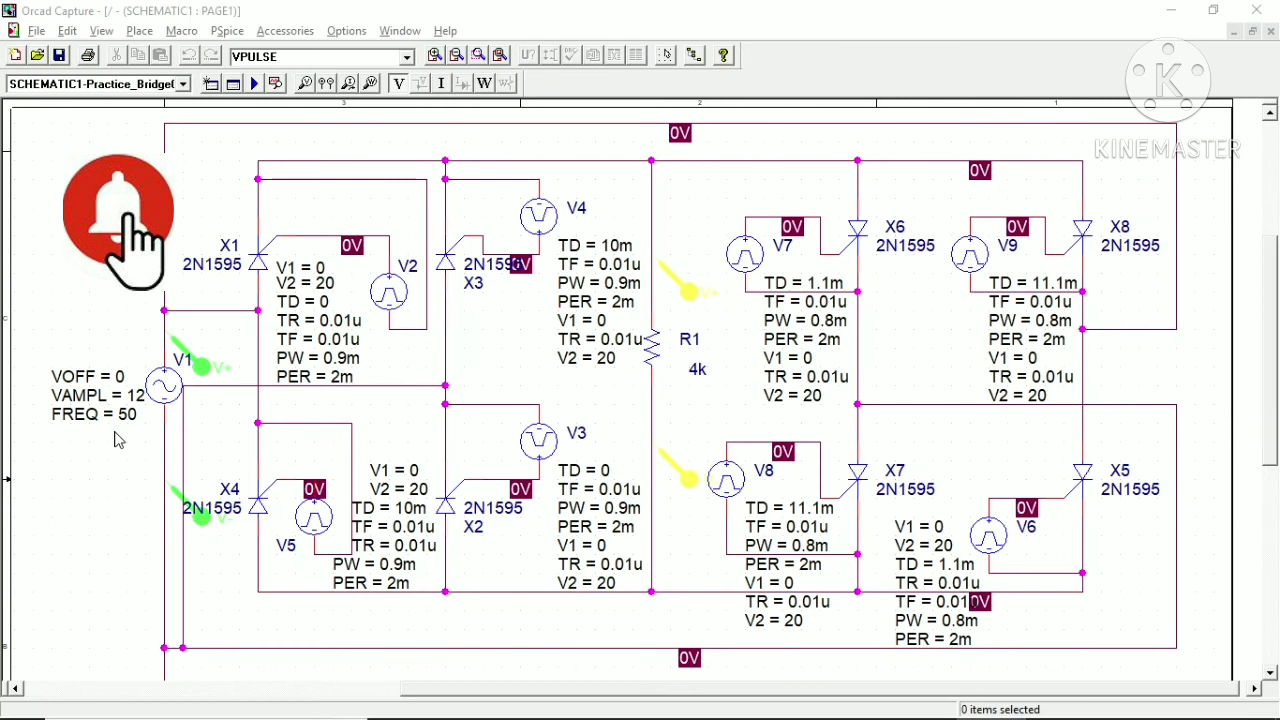 Orcad Capture - [/ - (SCHEMATIC1 : PAGE1)]
File Edit View Place Macro PSpice Accessories Options Window Help
VPULSE
U?
SCHEMATIC1-Practice_Bridge
V I W
K
KINEMASTER
3 2 1
0V
0V
X1
2N1595
0V
V2
V1 = 0
V2 = 20
TD = 0
TR = 0.01u
TF = 0.01u
PW = 0.9m
PER = 2m
V4
2N1595
0V
X3
TD = 10m
TF = 0.01u
PW = 0.9m
PER = 2m
V1 = 0
TR = 0.01u
V2 = 20
V+
R1
4k
0V
V7
X6
2N1595
TD = 1.1m
TF = 0.01u
PW = 0.8m
PER = 2m
V1 = 0
TR = 0.01u
V2 = 20
0V
V9
X8
2N1595
TD = 11.1m
TF = 0.01u
PW = 0.8m
PER = 2m
V1 = 0
TR = 0.01u
V2 = 20
C
V1
V+
VOFF = 0
VAMPL = 12
FREQ = 50
X4
2N1595
V-
0V
V5
V1 = 0
V2 = 20
TD = 10m
TF = 0.01u
TR = 0.01u
PW = 0.9m
PER = 2m
V3
0V
2N1595
X2
TD = 0
TF = 0.01u
PW = 0.9m
PER = 2m
V1 = 0
TR = 0.01u
V2 = 20
0V
V8
X7
2N1595
TD = 11.1m
TF = 0.01u
PW = 0.8m
PER = 2m
V1 = 0
TR = 0.01u
V2 = 20
X5
2N1595
0V
V6
V1 = 0
V2 = 20
TD = 1.1m
TR = 0.01u
TF = 0.01
0V
PW = 0.8m
PER = 2m
B
0V
0 items selected